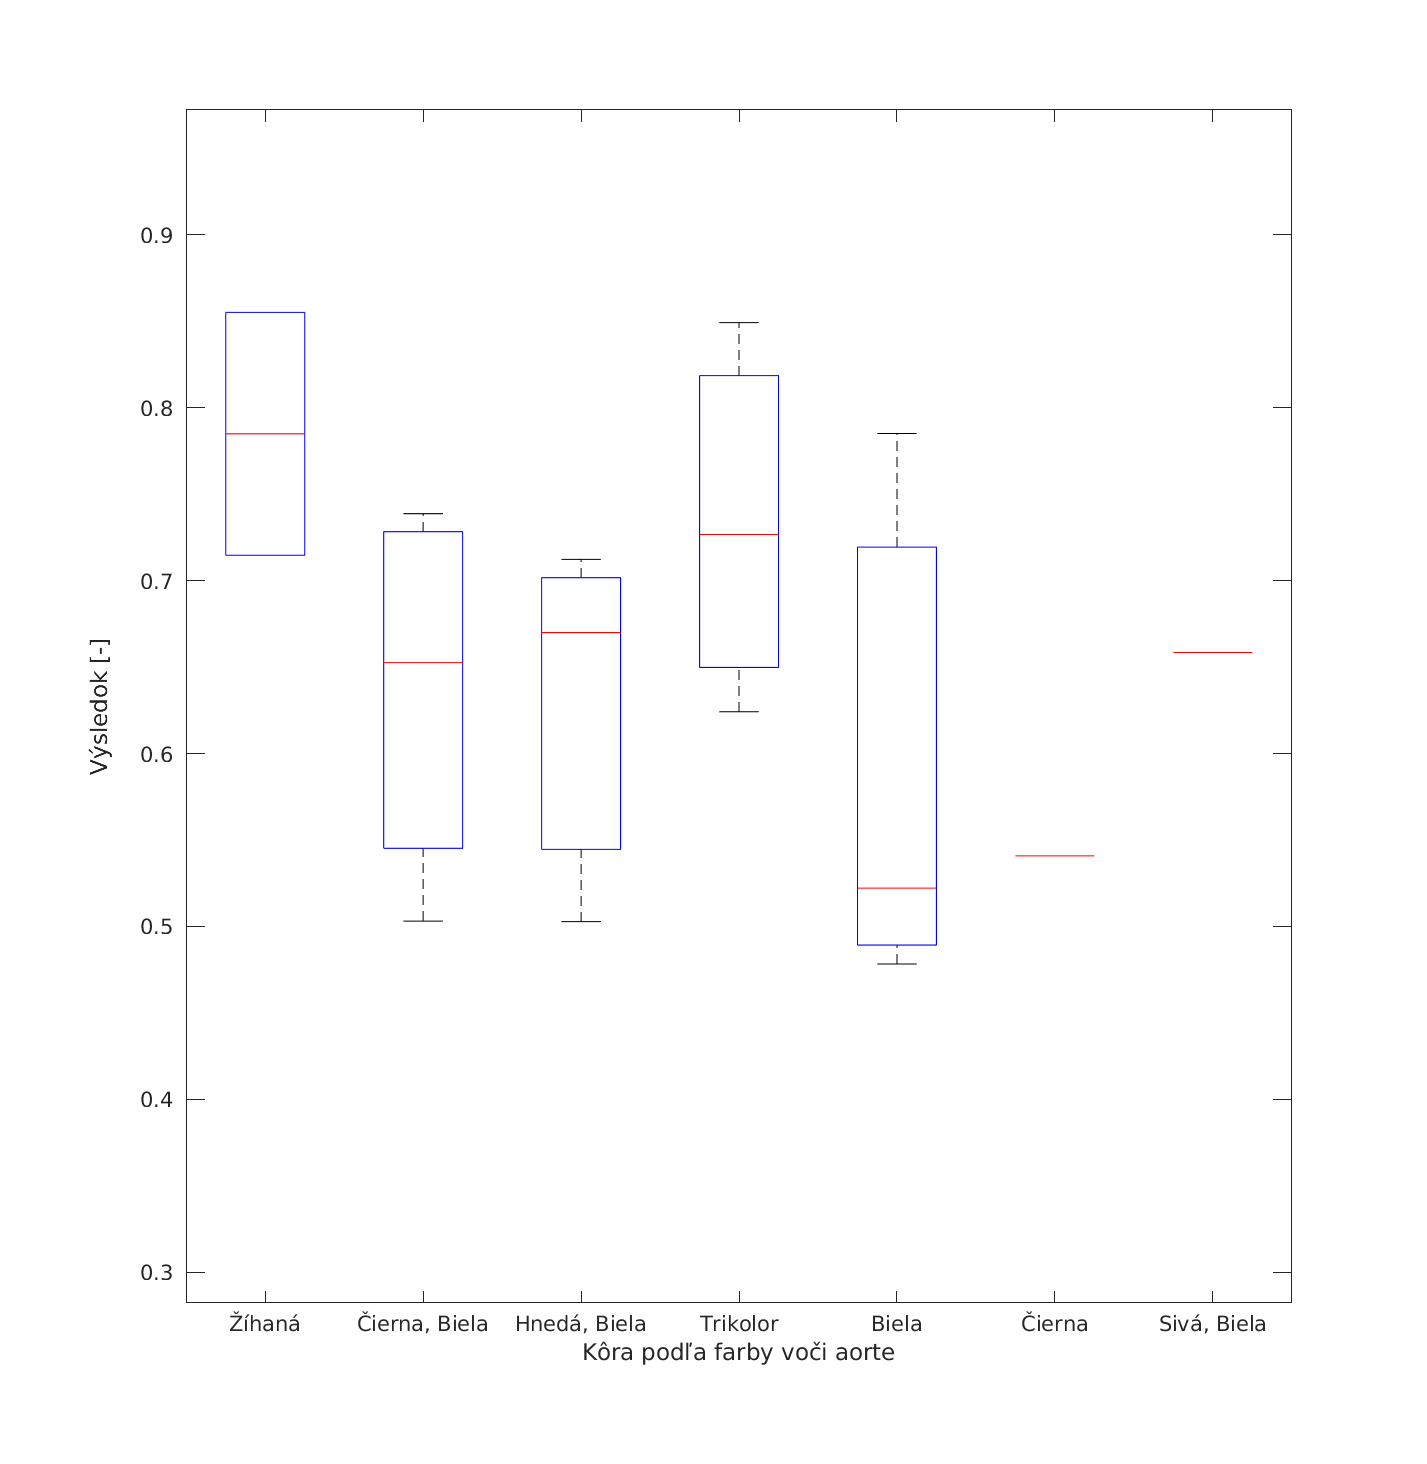 0.9
0.8
0.7
0.6
0.5
0.4
0.3
Výsledok [-]
Žíhaná
Čierna, Biela
Hnedá, Biela
Trikolor
Biela
Čierna
Sivá, Biela
Kôra podľa farby voči aorte